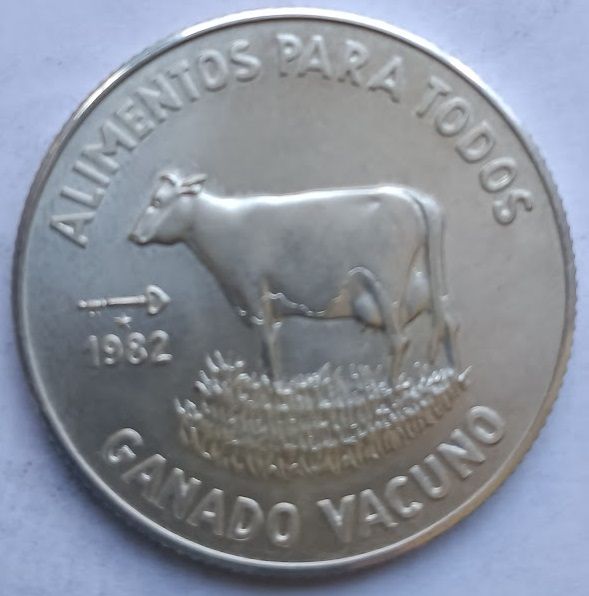 ALIMENTOS PARA TODOS
1982
GANADO VACUNO